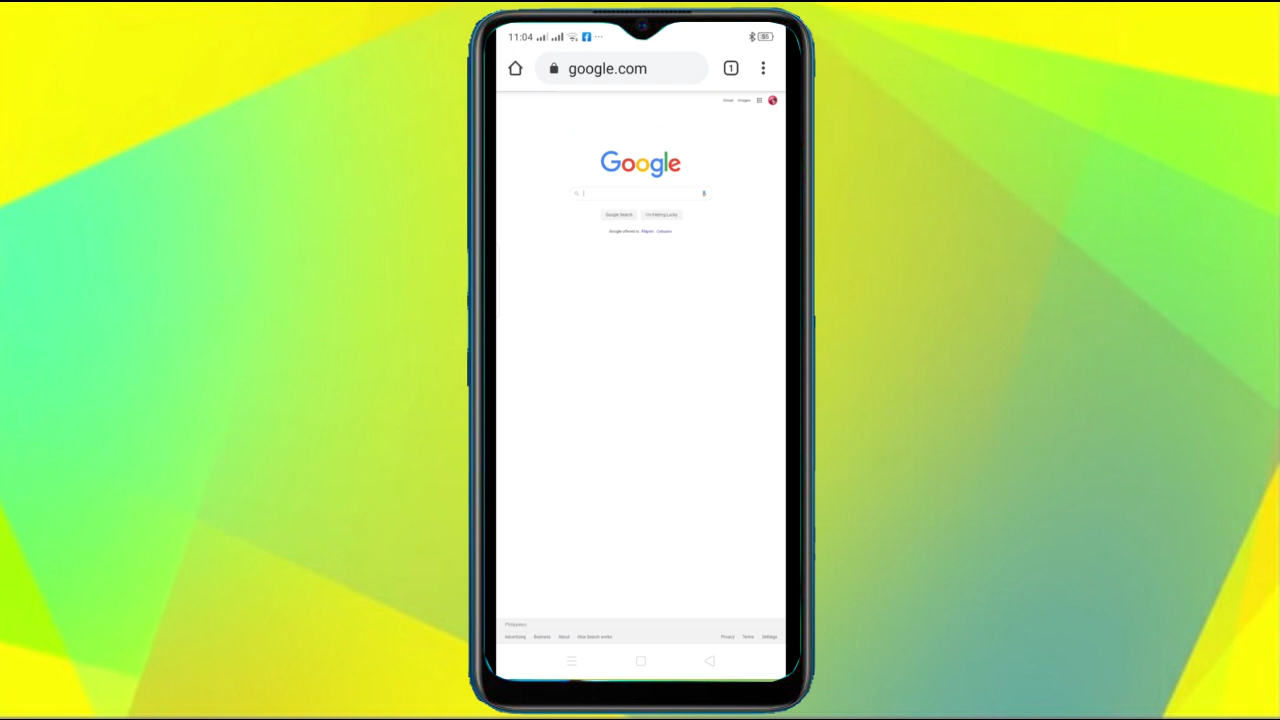 11:04
55
google.com
1
Gmail Images
Google
Google Search I'm Feeling Lucky
Google offered in: Filipino Cebuano
Philippines
Advertising Business About How Search works Privacy Terms Settings